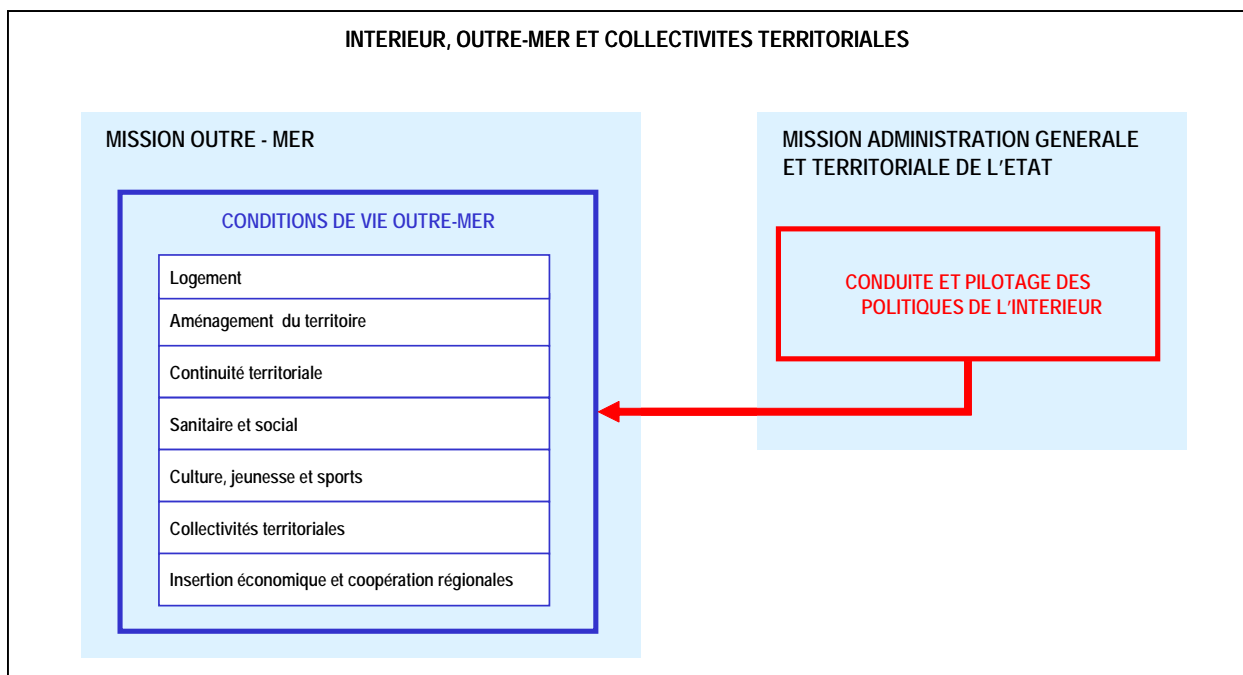 INTERIEUR, OUTRE-MER ET COLLECTIVITES TERRITORIALES
MISSION OUTRE - MER
CONDITIONS DE VIE OUTRE-MER
Logement
Aménagement du territoire
Continuité territoriale
Sanitaire et social
Culture, jeunesse et sports
Collectivités territoriales
Insertion économique et coopération régionales
MISSION ADMINISTRATION GENERALE
ET TERRITORIALE DE L'ETAT
CONDUITE ET PILOTAGE DES
POLITIQUES DE L'INTERIEUR